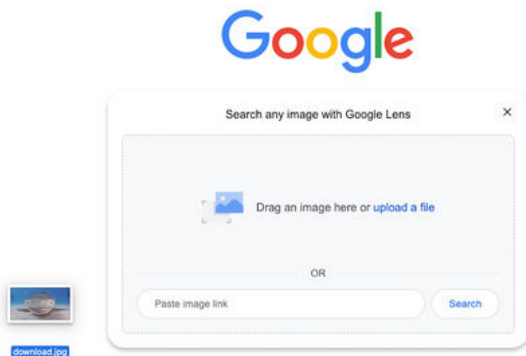 Google
Search any image with Google Lens
Drag an image here or upload a file
OR
Paste image link
Search
download.jpg